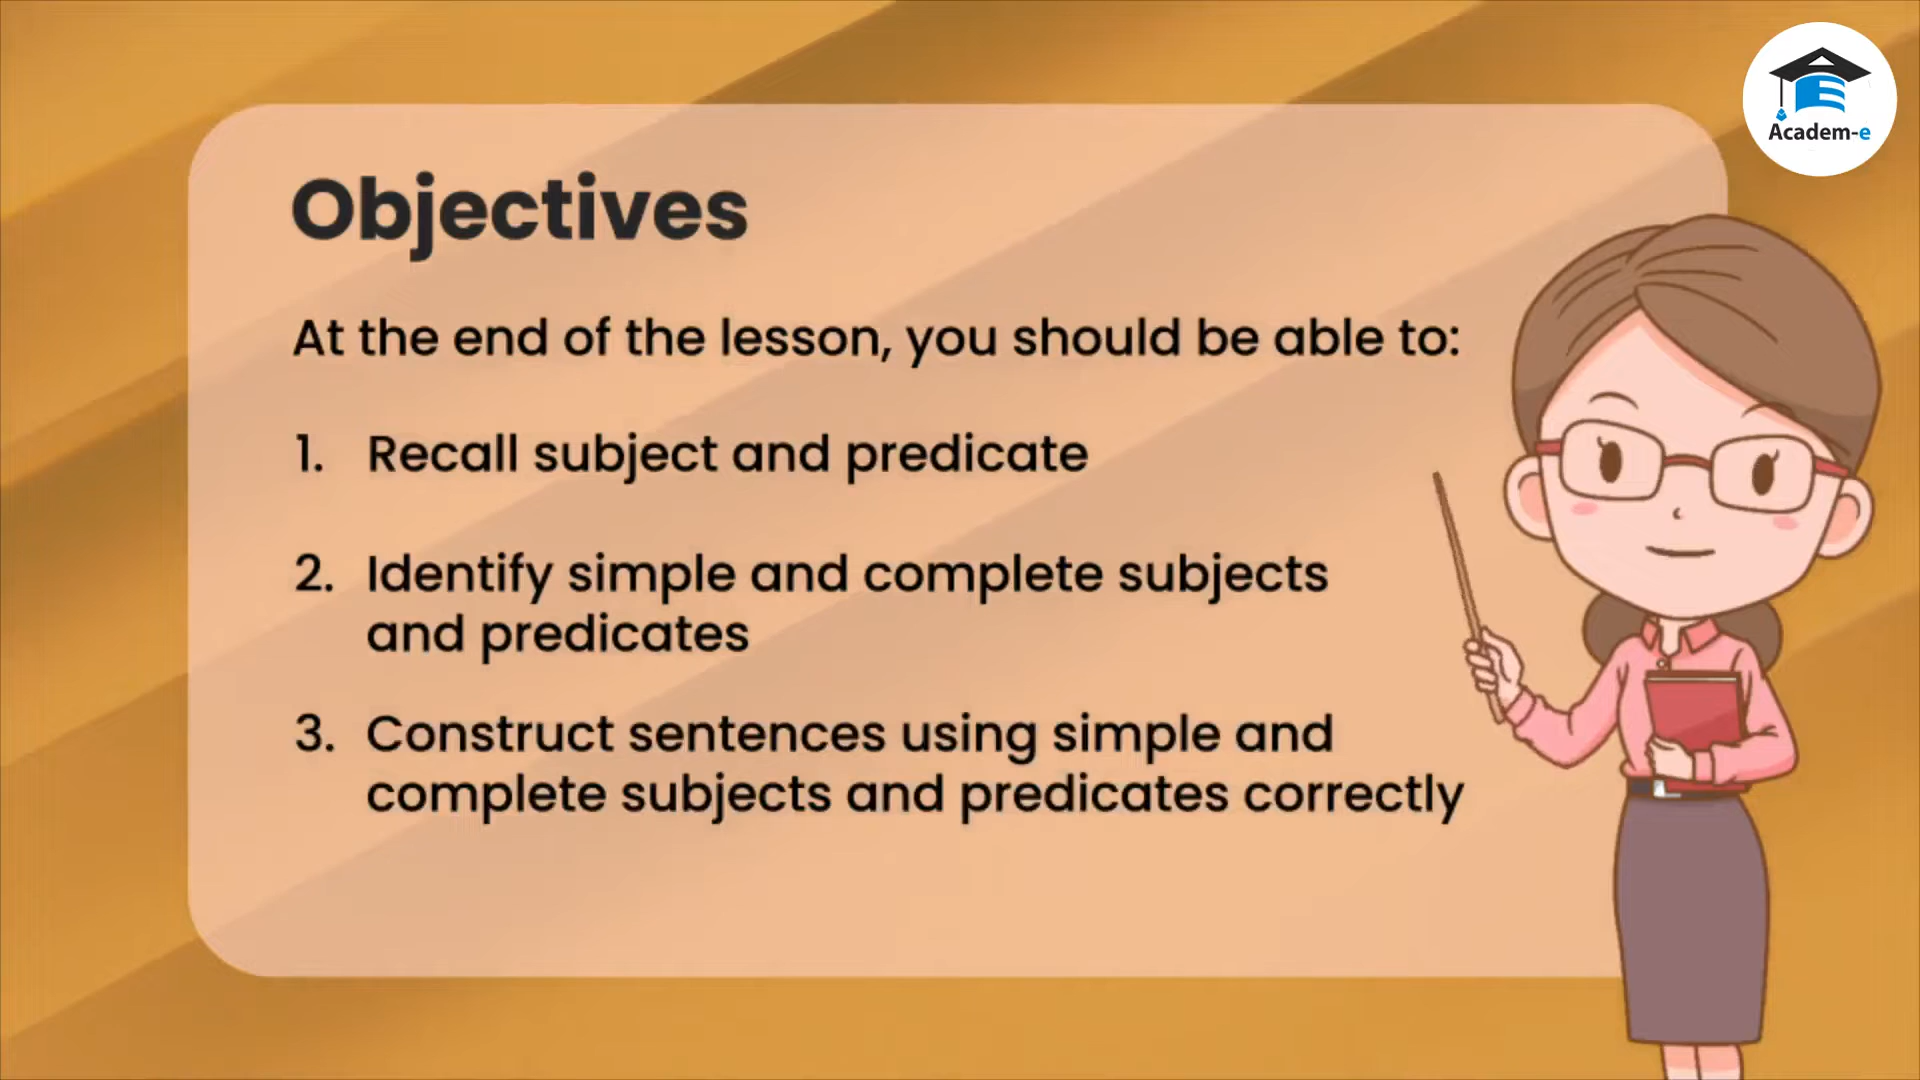 Academ-e
Objectives
At the end of the lesson, you should be able to:
1. Recall subject and predicate
2. Identify simple and complete subjects
and predicates
3. Construct sentences using simple and
complete subjects and predicates correctly